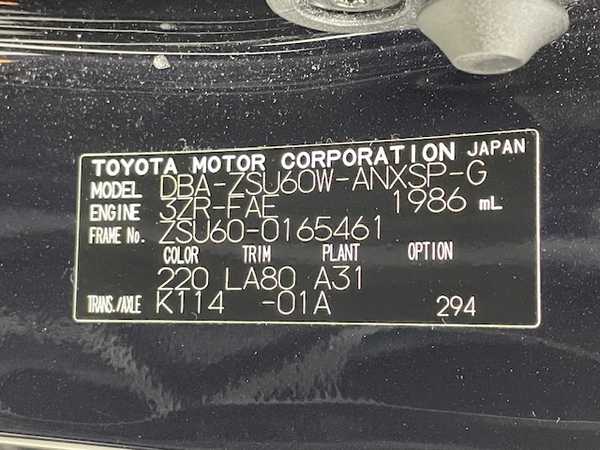 TOYOTA MOTOR CORPORATION JAPAN
MODEL DBA-ZSU60W-ANXSP-G
ENGINE 3ZR-FAE 1986 mL
FRAME No. ZSU60-0165461
COLOR TRIM PLANT OPTION
220 LA80 A31
TRANS./AXLE K114 -01A 294